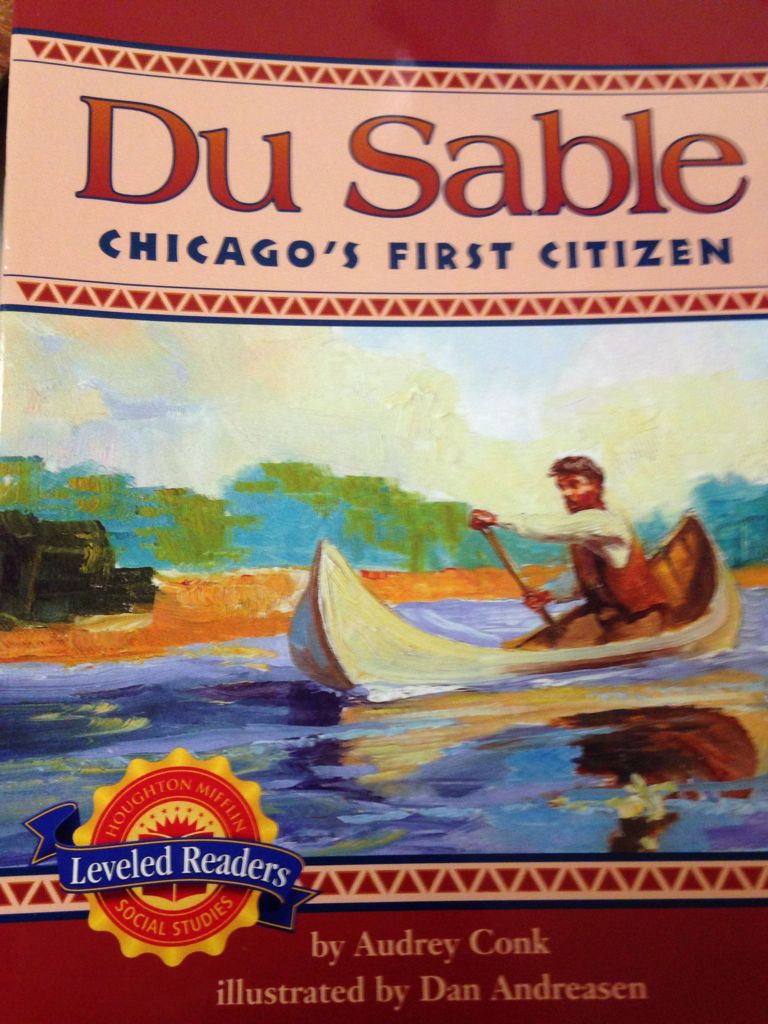 Du Sable
CHICAGO'S FIRST CITIZEN
HOUGHTON MIFFLIN
Leveled Readers
SOCIAL STUDIES
by Audrey Conk
illustrated by Dan Andreasen